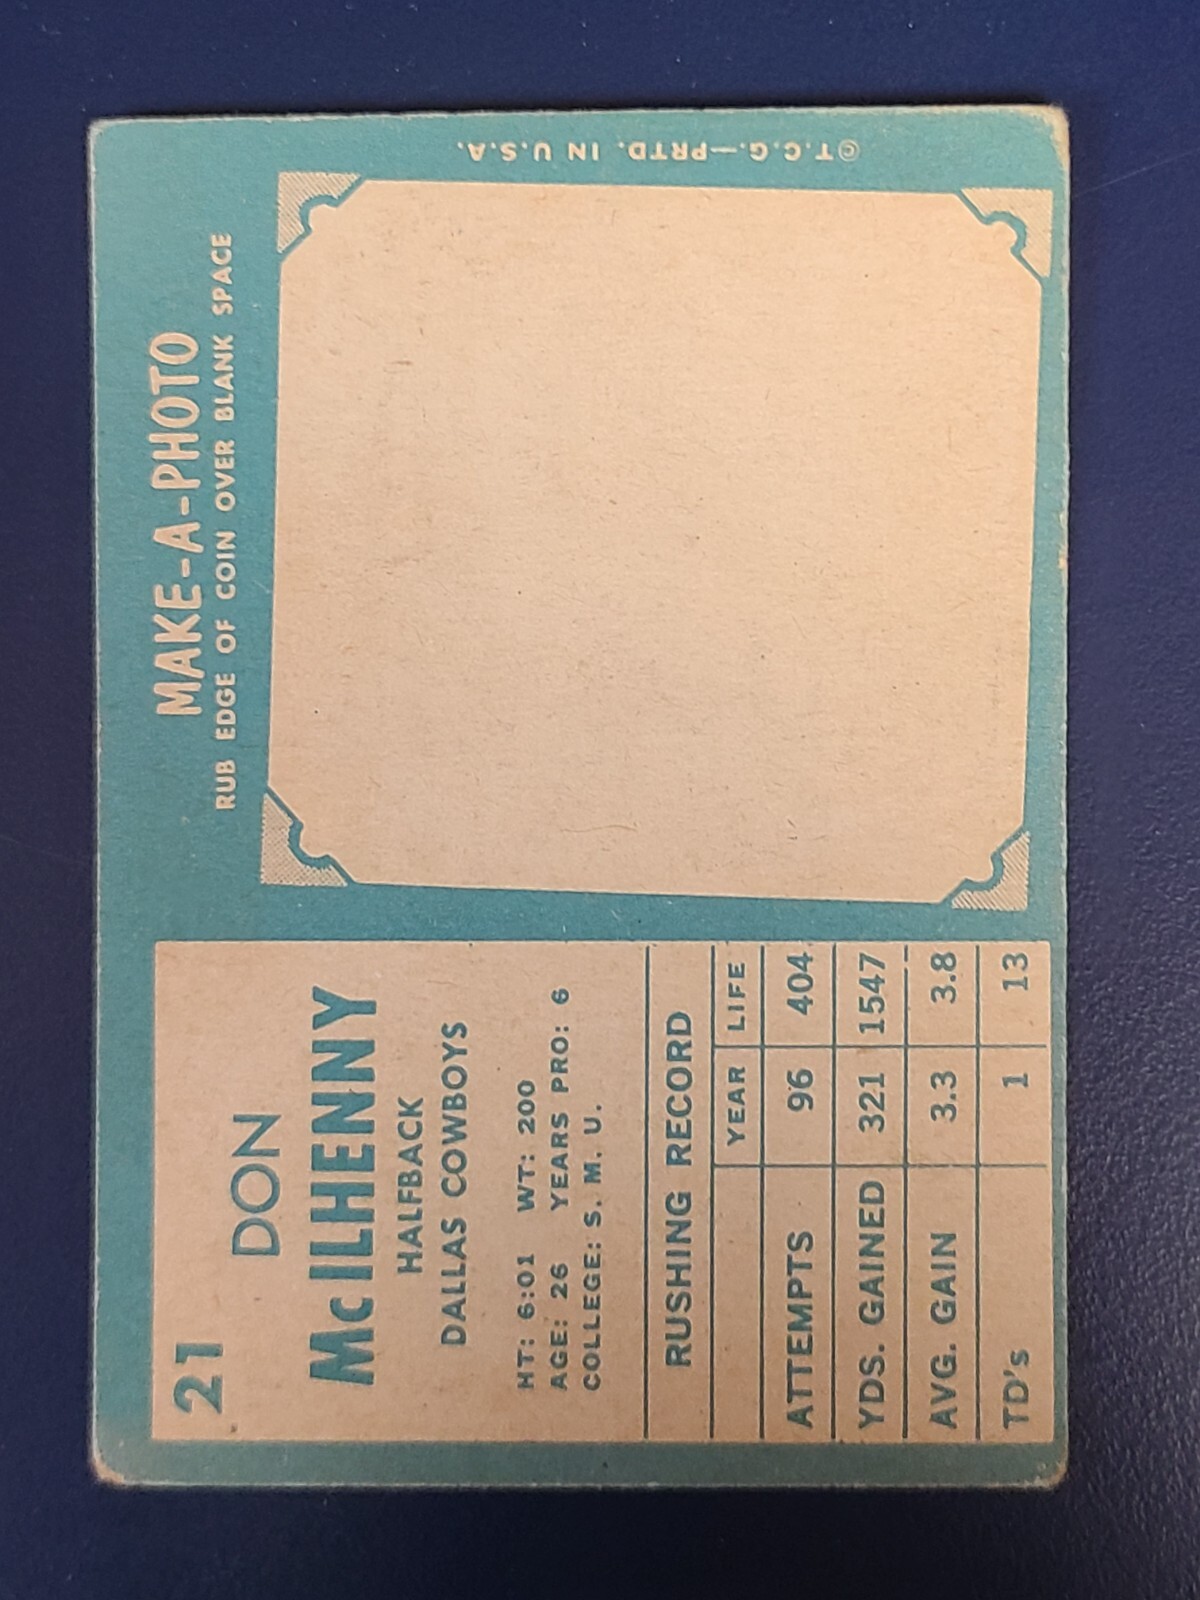 21
DON
McILHENNY
HALFBACK
DALLAS COWBOYS
HT: 6:01 WT: 200
AGE: 26 YEARS PRO: 6
COLLEGE: S. M. U.
RUSHING RECORD
YEAR LIFE
ATTEMPTS 96 404
YDS. GAINED 321 1547
AVG. GAIN 3.3 3.8
TD's 1 13
MAKE-A-PHOTO
RUB EDGE OF COIN OVER BLANK SPACE
©T.C.G.—PRTD. IN U.S.A.